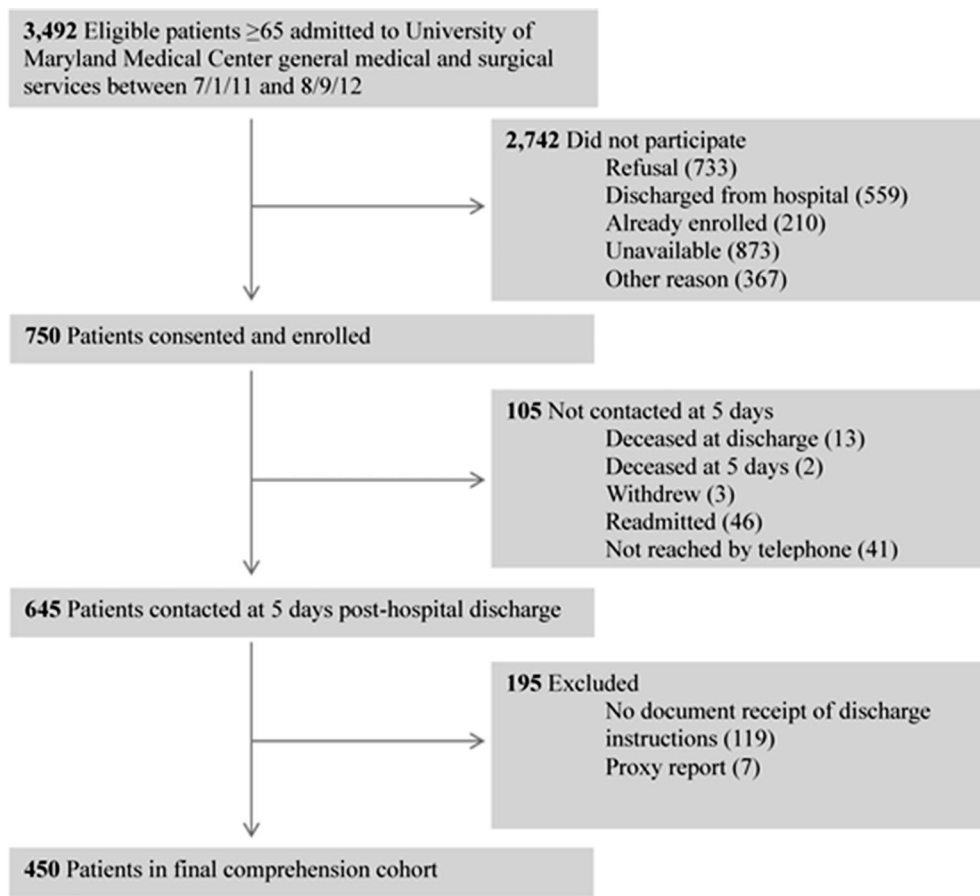 3,492 Eligible patients ≥65 admitted to University of
Maryland Medical Center general medical and surgical
services between 7/1/11 and 8/9/12
2,742 Did not participate
Refusal (733)
Discharged from hospital (559)
Already enrolled (210)
Unavailable (873)
Other reason (367)
750 Patients consented and enrolled
105 Not contacted at 5 days
Deceased at discharge (13)
Deceased at 5 days (2)
Withdrew (3)
Readmitted (46)
Not reached by telephone (41)
645 Patients contacted at 5 days post-hospital discharge
195 Excluded
No document receipt of discharge
instructions (119)
Proxy report (7)
450 Patients in final comprehension cohort